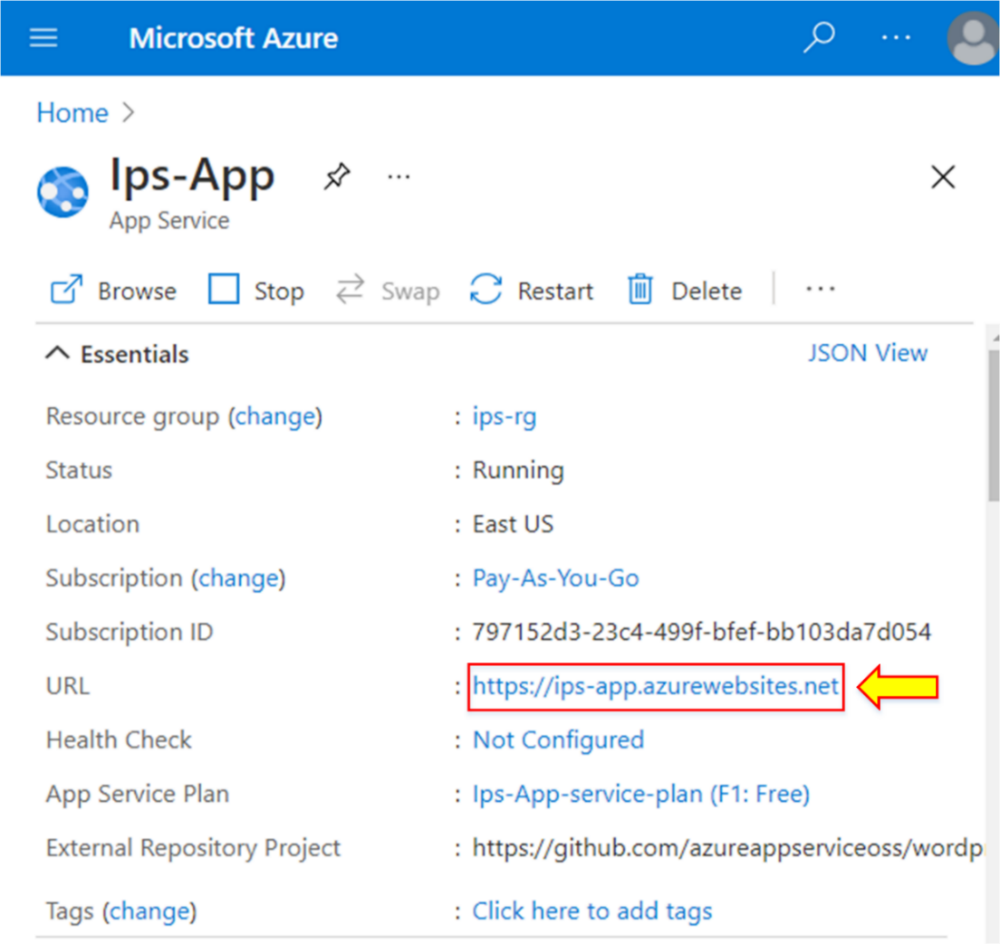 Microsoft Azure
Home
Ips-App
App Service
Browse Stop Swap Restart Delete
Essentials JSON View
Resource group (change) : ips-rg
Status : Running
Location : East US
Subscription (change) : Pay-As-You-Go
Subscription ID : 797152d3-23c4-499f-bfef-bb103da7d054
URL : https://ips-app.azurewebsites.net
Health Check : Not Configured
App Service Plan : Ips-App-service-plan (F1: Free)
External Repository Project : https://github.com/azureappserviceoss/wordp
Tags (change) : Click here to add tags